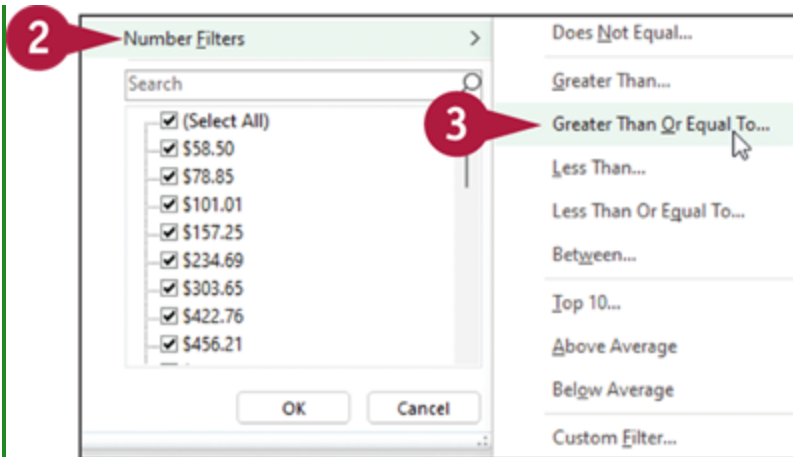 2
Number Filters
Search
(Select All)
$58.50
$78.85
$101.01
$157.25
$234.69
$303.65
$422.76
$456.21
OK
Cancel
Does Not Equal...
Greater Than...
3
Greater Than Or Equal To...
Less Than...
Less Than Or Equal To...
Between...
Top 10...
Above Average
Below Average
Custom Filter...